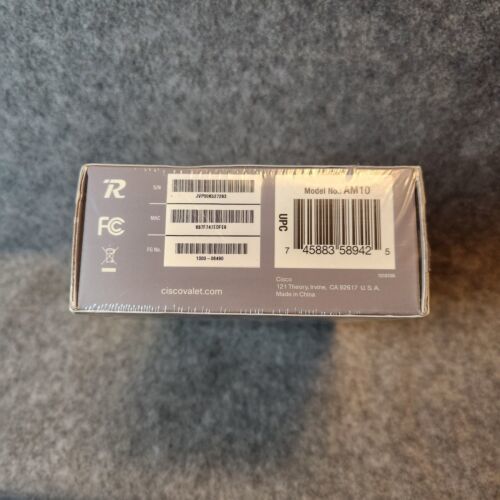 R
S/N
MAC
FC
PG No.
ciscovalet.com
Model No.: AM10
UPC
7 45883 58942 5
Cisco
121 Theory, Irvine, CA 92617 U.S.A.
Made in China.